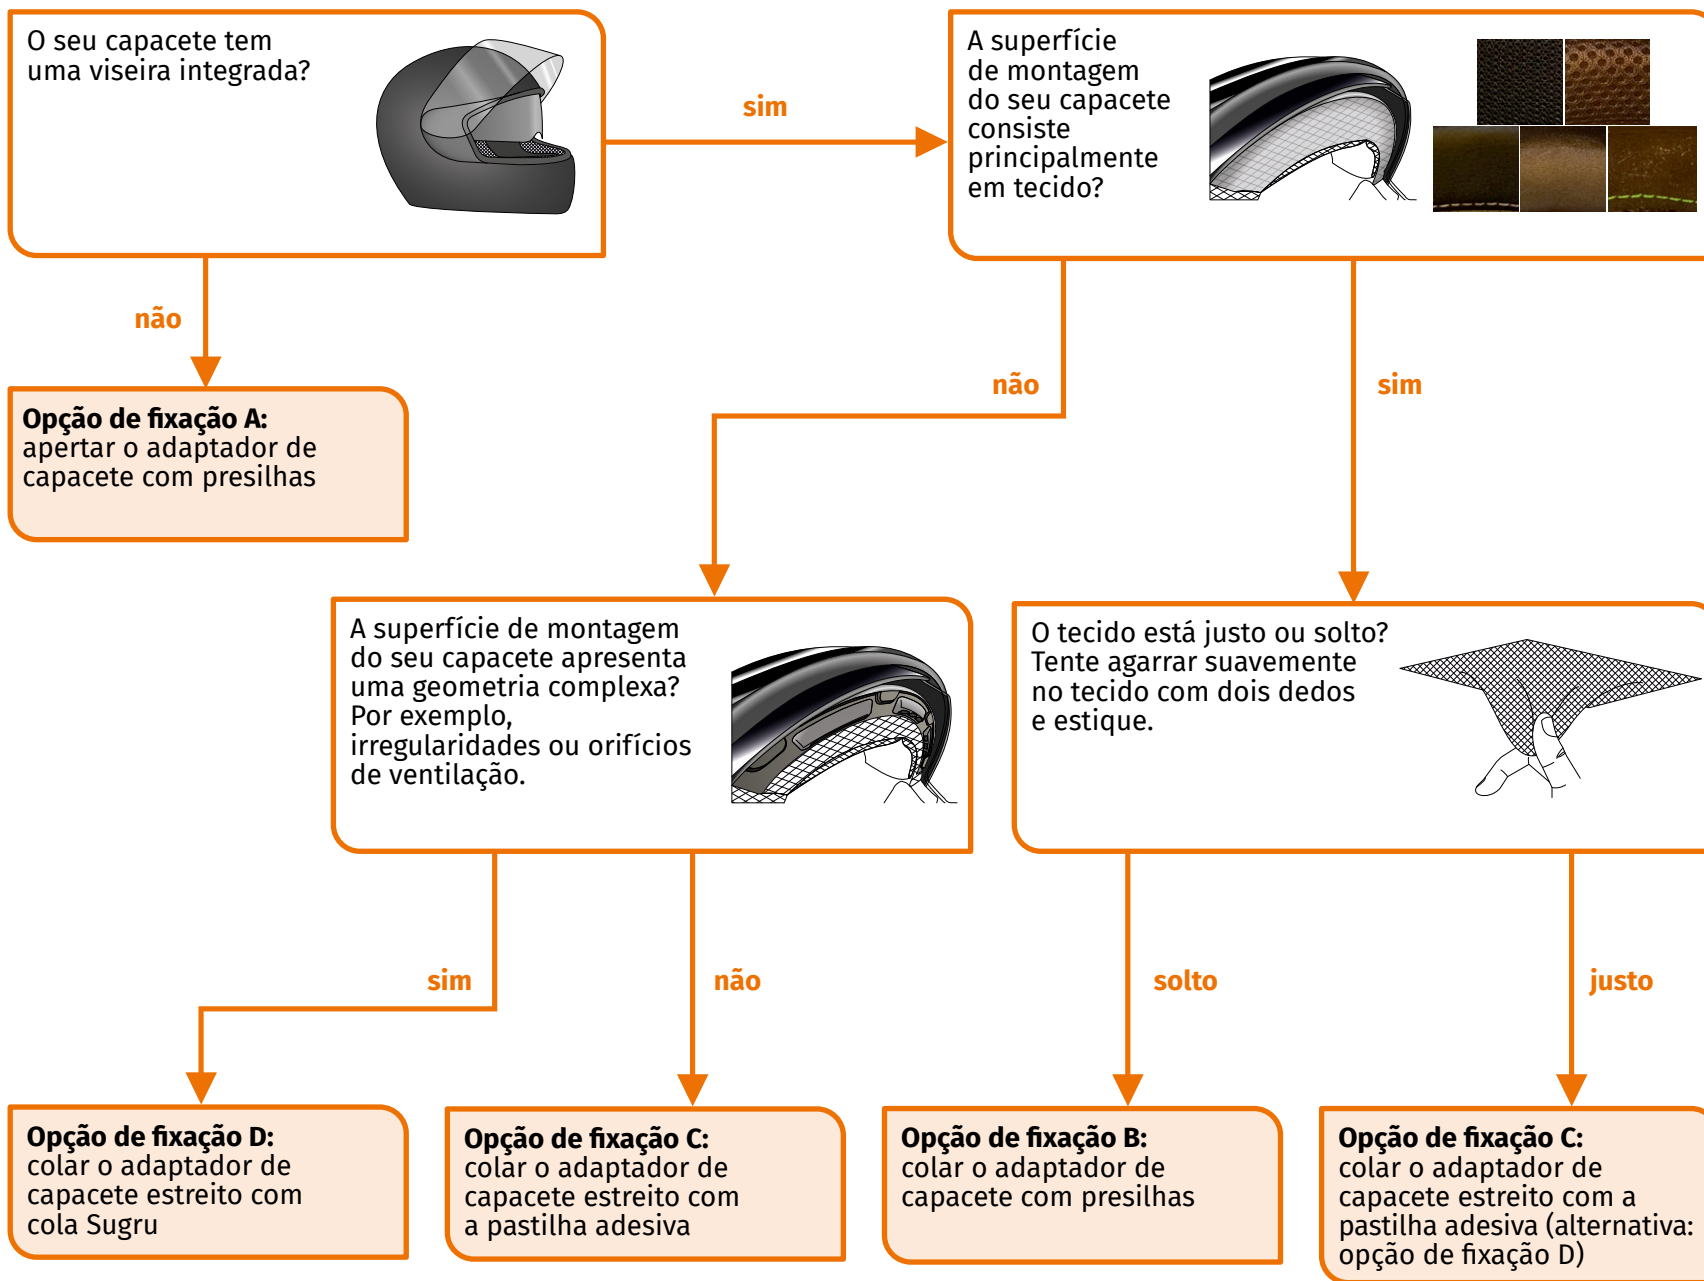 O seu capacete tem
uma viseira integrada?
sim
A superfície
de montagem
do seu capacete
consiste
principalmente
em tecido?
não
Opção de fixação A:
apertar o adaptador de
capacete com presilhas
não
sim
A superfície de montagem
do seu capacete apresenta
uma geometria complexa?
Por exemplo,
irregularidades ou orifícios
de ventilação.
O tecido está justo ou solto?
Tente agarrar suavemente
no tecido com dois dedos
e estique.
sim
não
solto
justo
Opção de fixação D:
colar o adaptador de
capacete estreito com
cola Sugru
Opção de fixação C:
colar o adaptador de
capacete estreito com
a pastilha adesiva
Opção de fixação B:
colar o adaptador de
capacete com presilhas
Opção de fixação C:
colar o adaptador de
capacete estreito com a
pastilha adesiva (alternativa:
opção de fixação D)